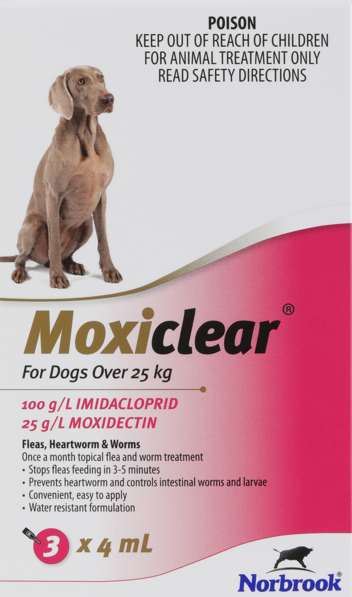 POISON
KEEP OUT OF REACH OF CHILDREN
FOR ANIMAL TREATMENT ONLY
READ SAFETY DIRECTIONS
Moxiclear®
For Dogs Over 25 kg
100 g/L IMIDACLOPRID
25 g/L MOXIDECTIN
Fleas, Heartworm & Worms
Once a month topical flea and worm treatment
• Stops fleas feeding in 3-5 minutes
• Prevents heartworm and controls intestinal worms and larvae
• Convenient, easy to apply
• Water resistant formulation
3 x 4 mL
Norbrook®